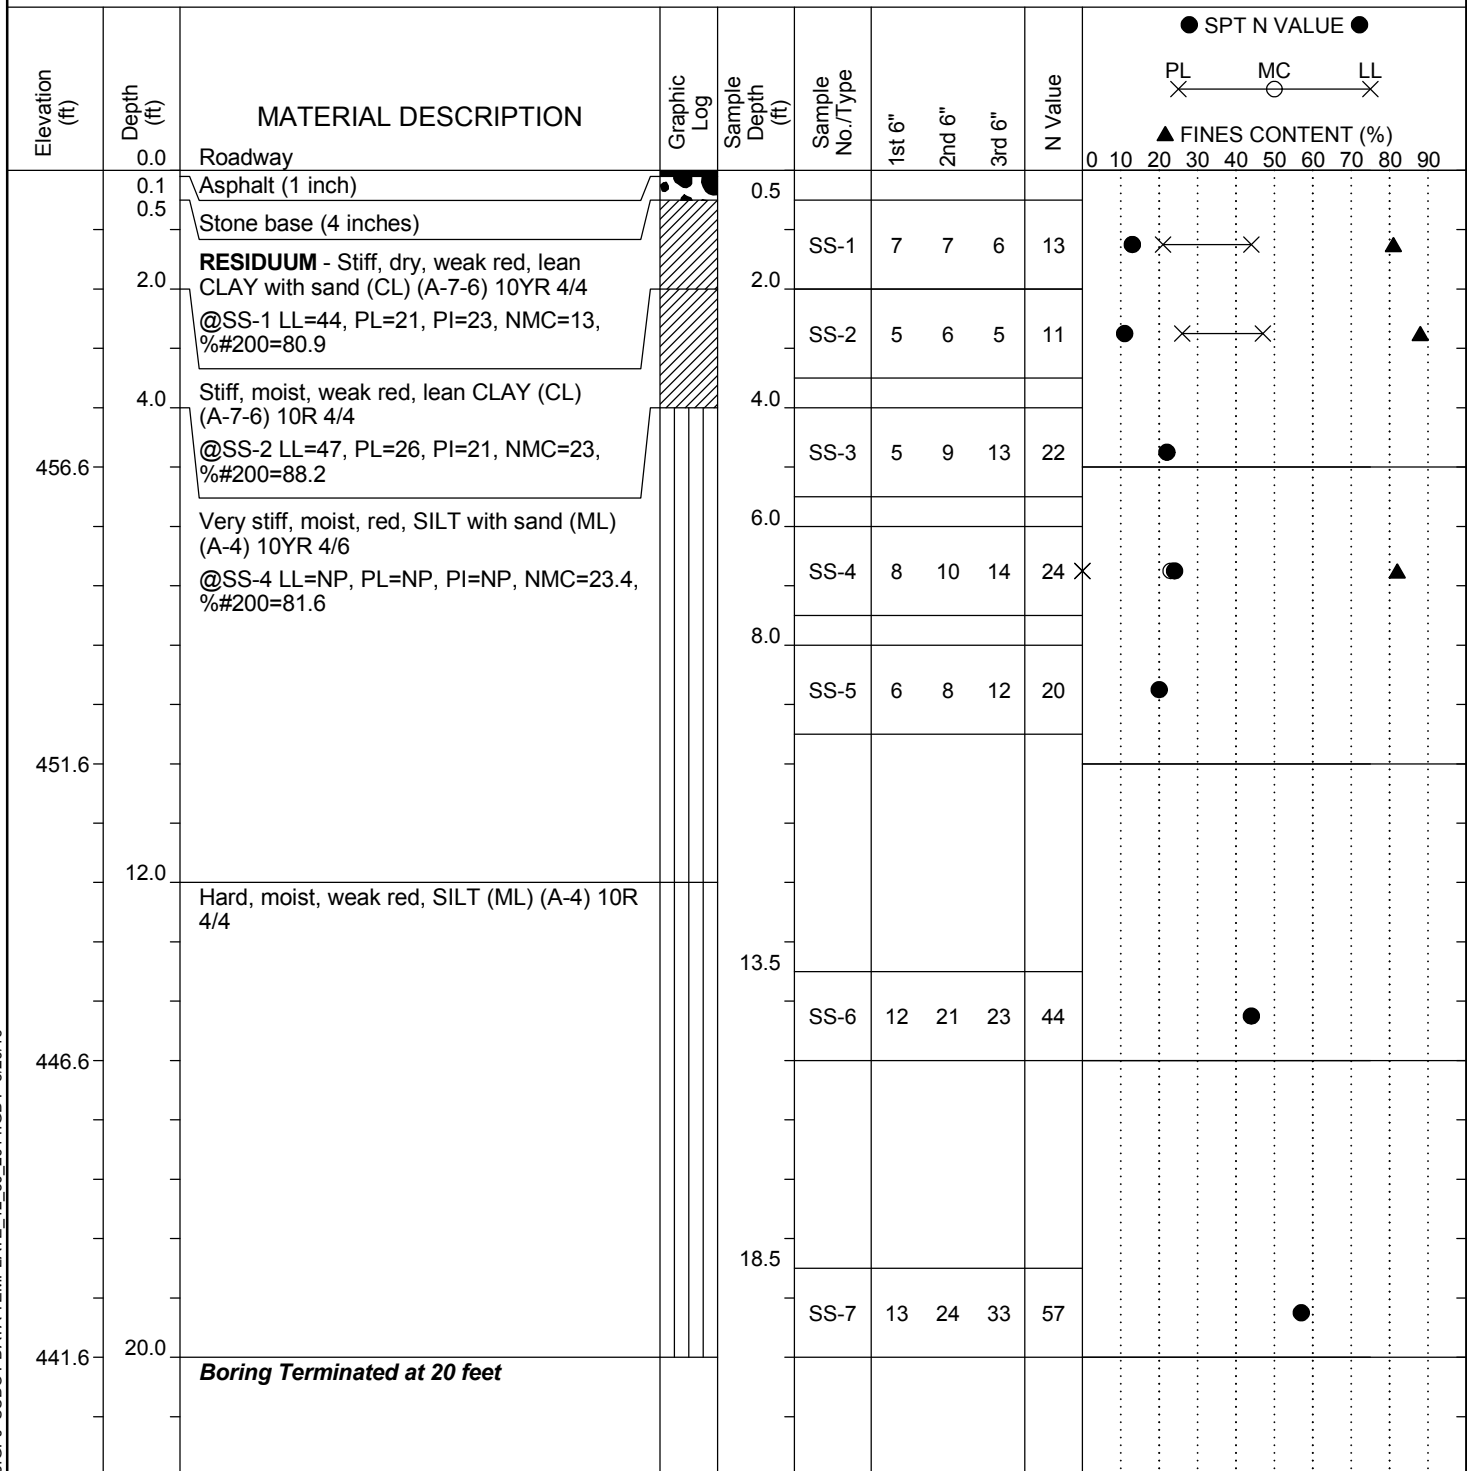 ● SPT N VALUE ●
PL MC LL
▲ FINES CONTENT (%)
0 10 20 30 40 50 60 70 80 90
Elevation (ft)
Depth (ft)
MATERIAL DESCRIPTION
Graphic Log
Sample Depth (ft)
Sample No./Type
1st 6"
2nd 6"
3rd 6"
N Value
0.0 Roadway
0.1 Asphalt (1 inch)
0.5
0.5
Stone base (4 inches)
SS-1 7 7 6 13
RESIDUUM - Stiff, dry, weak red, lean
2.0 CLAY with sand (CL) (A-7-6) 10YR 4/4 2.0
@SS-1 LL=44, PL=21, PI=23, NMC=13,
%#200=80.9
SS-2 5 6 5 11
Stiff, moist, weak red, lean CLAY (CL)
4.0 4.0
(A-7-6) 10R 4/4
@SS-2 LL=47, PL=26, PI=21, NMC=23,
SS-3 5 9 13 22
456.6 %#200=88.2
Very stiff, moist, red, SILT with sand (ML) 6.0
(A-4) 10YR 4/6
@SS-4 LL=NP, PL=NP, PI=NP, NMC=23.4,
SS-4 8 10 14 24
%#200=81.6
8.0
SS-5 6 8 12 20
451.6
12.0
Hard, moist, weak red, SILT (ML) (A-4) 10R
4/4
13.5
SS-6 12 21 23 44
446.6
18.5
SS-7 13 24 33 57
441.6 20.0
Boring Terminated at 20 feet